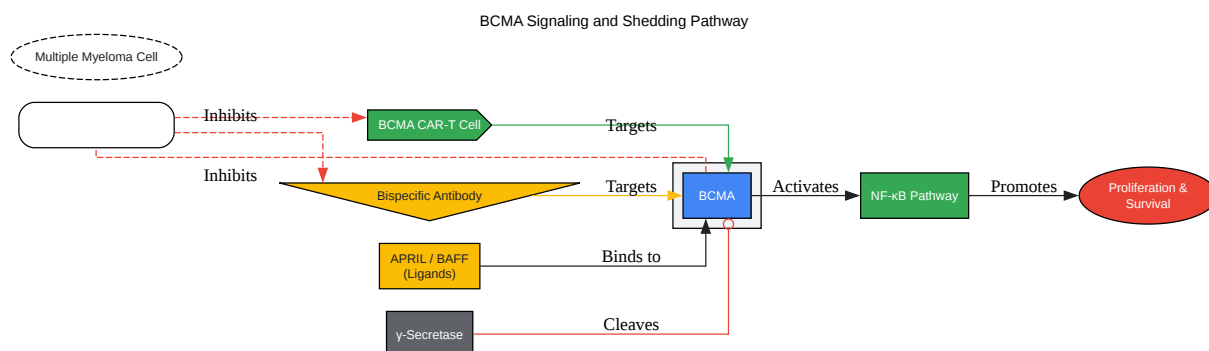 BCMA Signaling and Shedding Pathway
Multiple Myeloma Cell
Inhibits
BCMA CAR-T Cell
Targets
Inhibits
Bispecific Antibody
Targets
BCMA
Activates
NF-κB Pathway
Promotes
Proliferation &
Survival
APRIL / BAFF
(Ligands)
Binds to
γ-Secretase
Cleaves